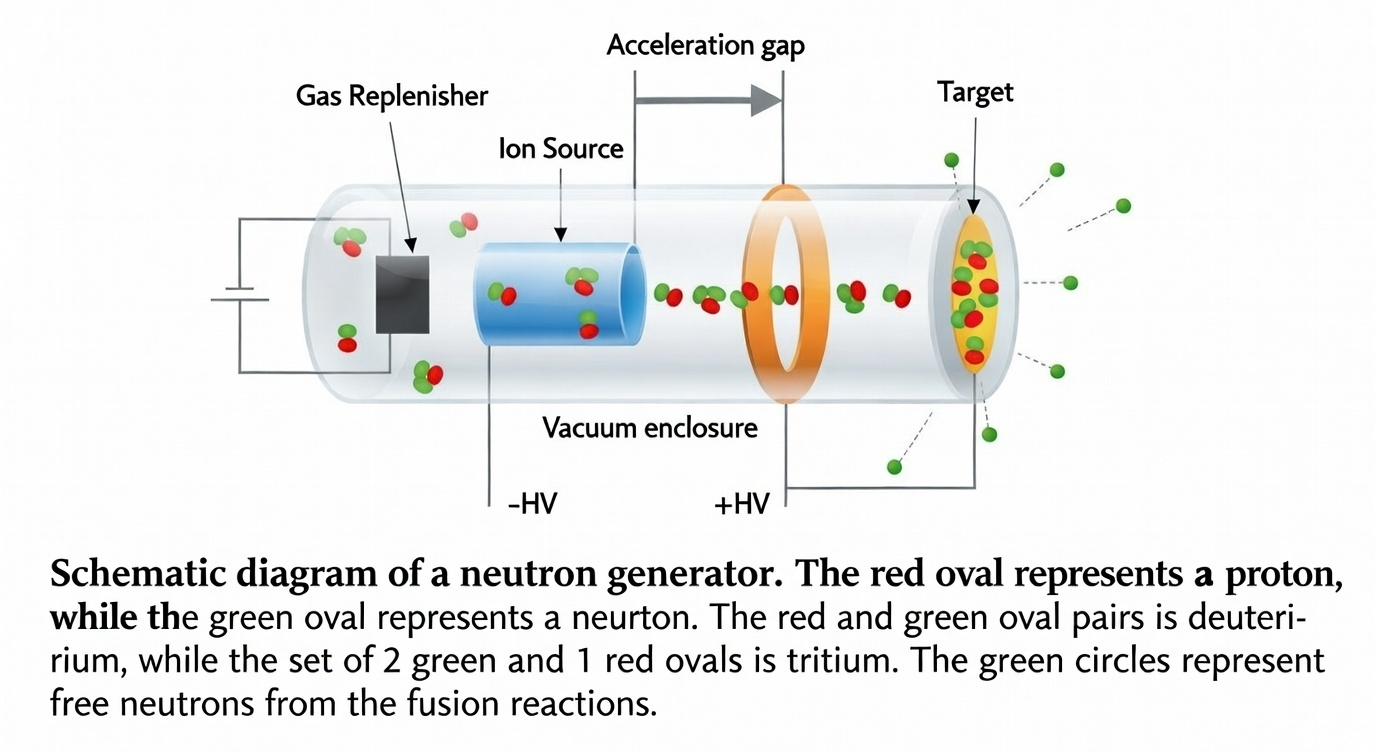 Acceleration gap
Gas Replenisher
Target
Ion Source
Vacuum enclosure
–HV
+HV
Schematic diagram of a neutron generator. The red oval represents a proton,
while the green oval represents a neurton. The red and green oval pairs is deuteri-
rium, while the set of 2 green and 1 red ovals is tritium. The green circles represent
free neutrons from the fusion reactions.